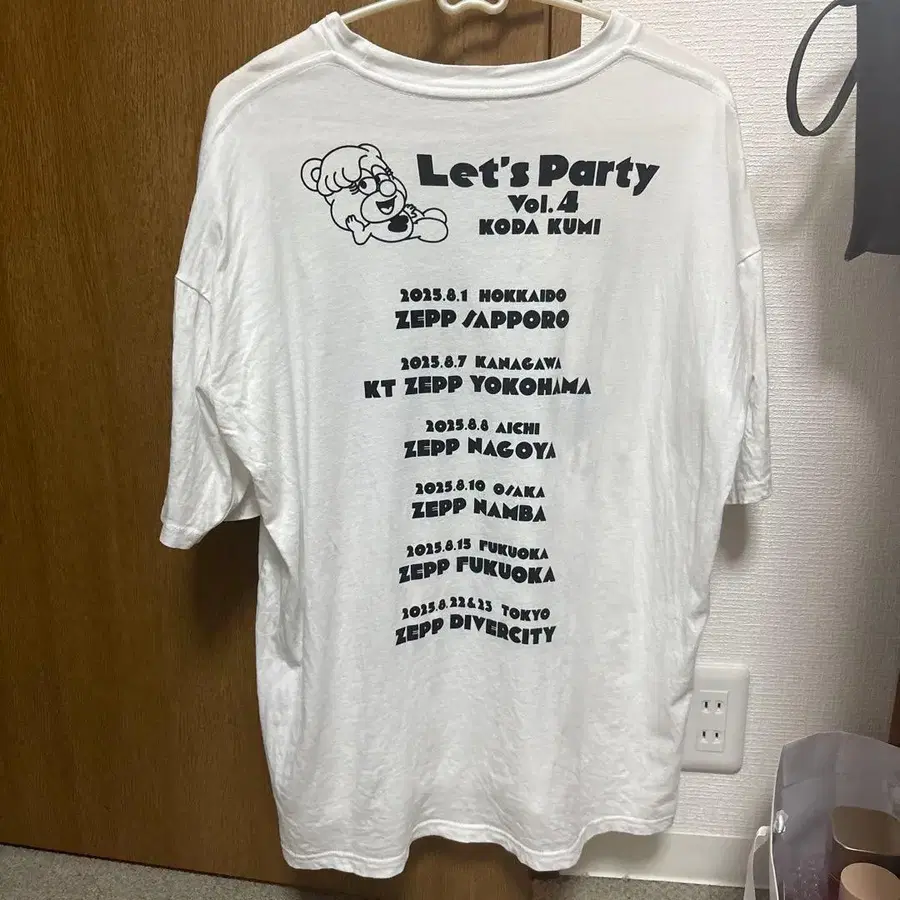 Let's Party
Vol.4
KODA KUMI
2025.8.1 HOKKAIDO
ZEPP SAPPORO
2025.8.7 KANAGAWA
KT ZEPP YOKOHAMA
2025.8.8 AICHI
ZEPP NAGOYA
2025.8.10 OSAKA
ZEPP NAMBA
2025.8.15 FUKUOKA
ZEPP FUKUOKA
2025.8.22&23 TOKYO
ZEPP DIVERCITY